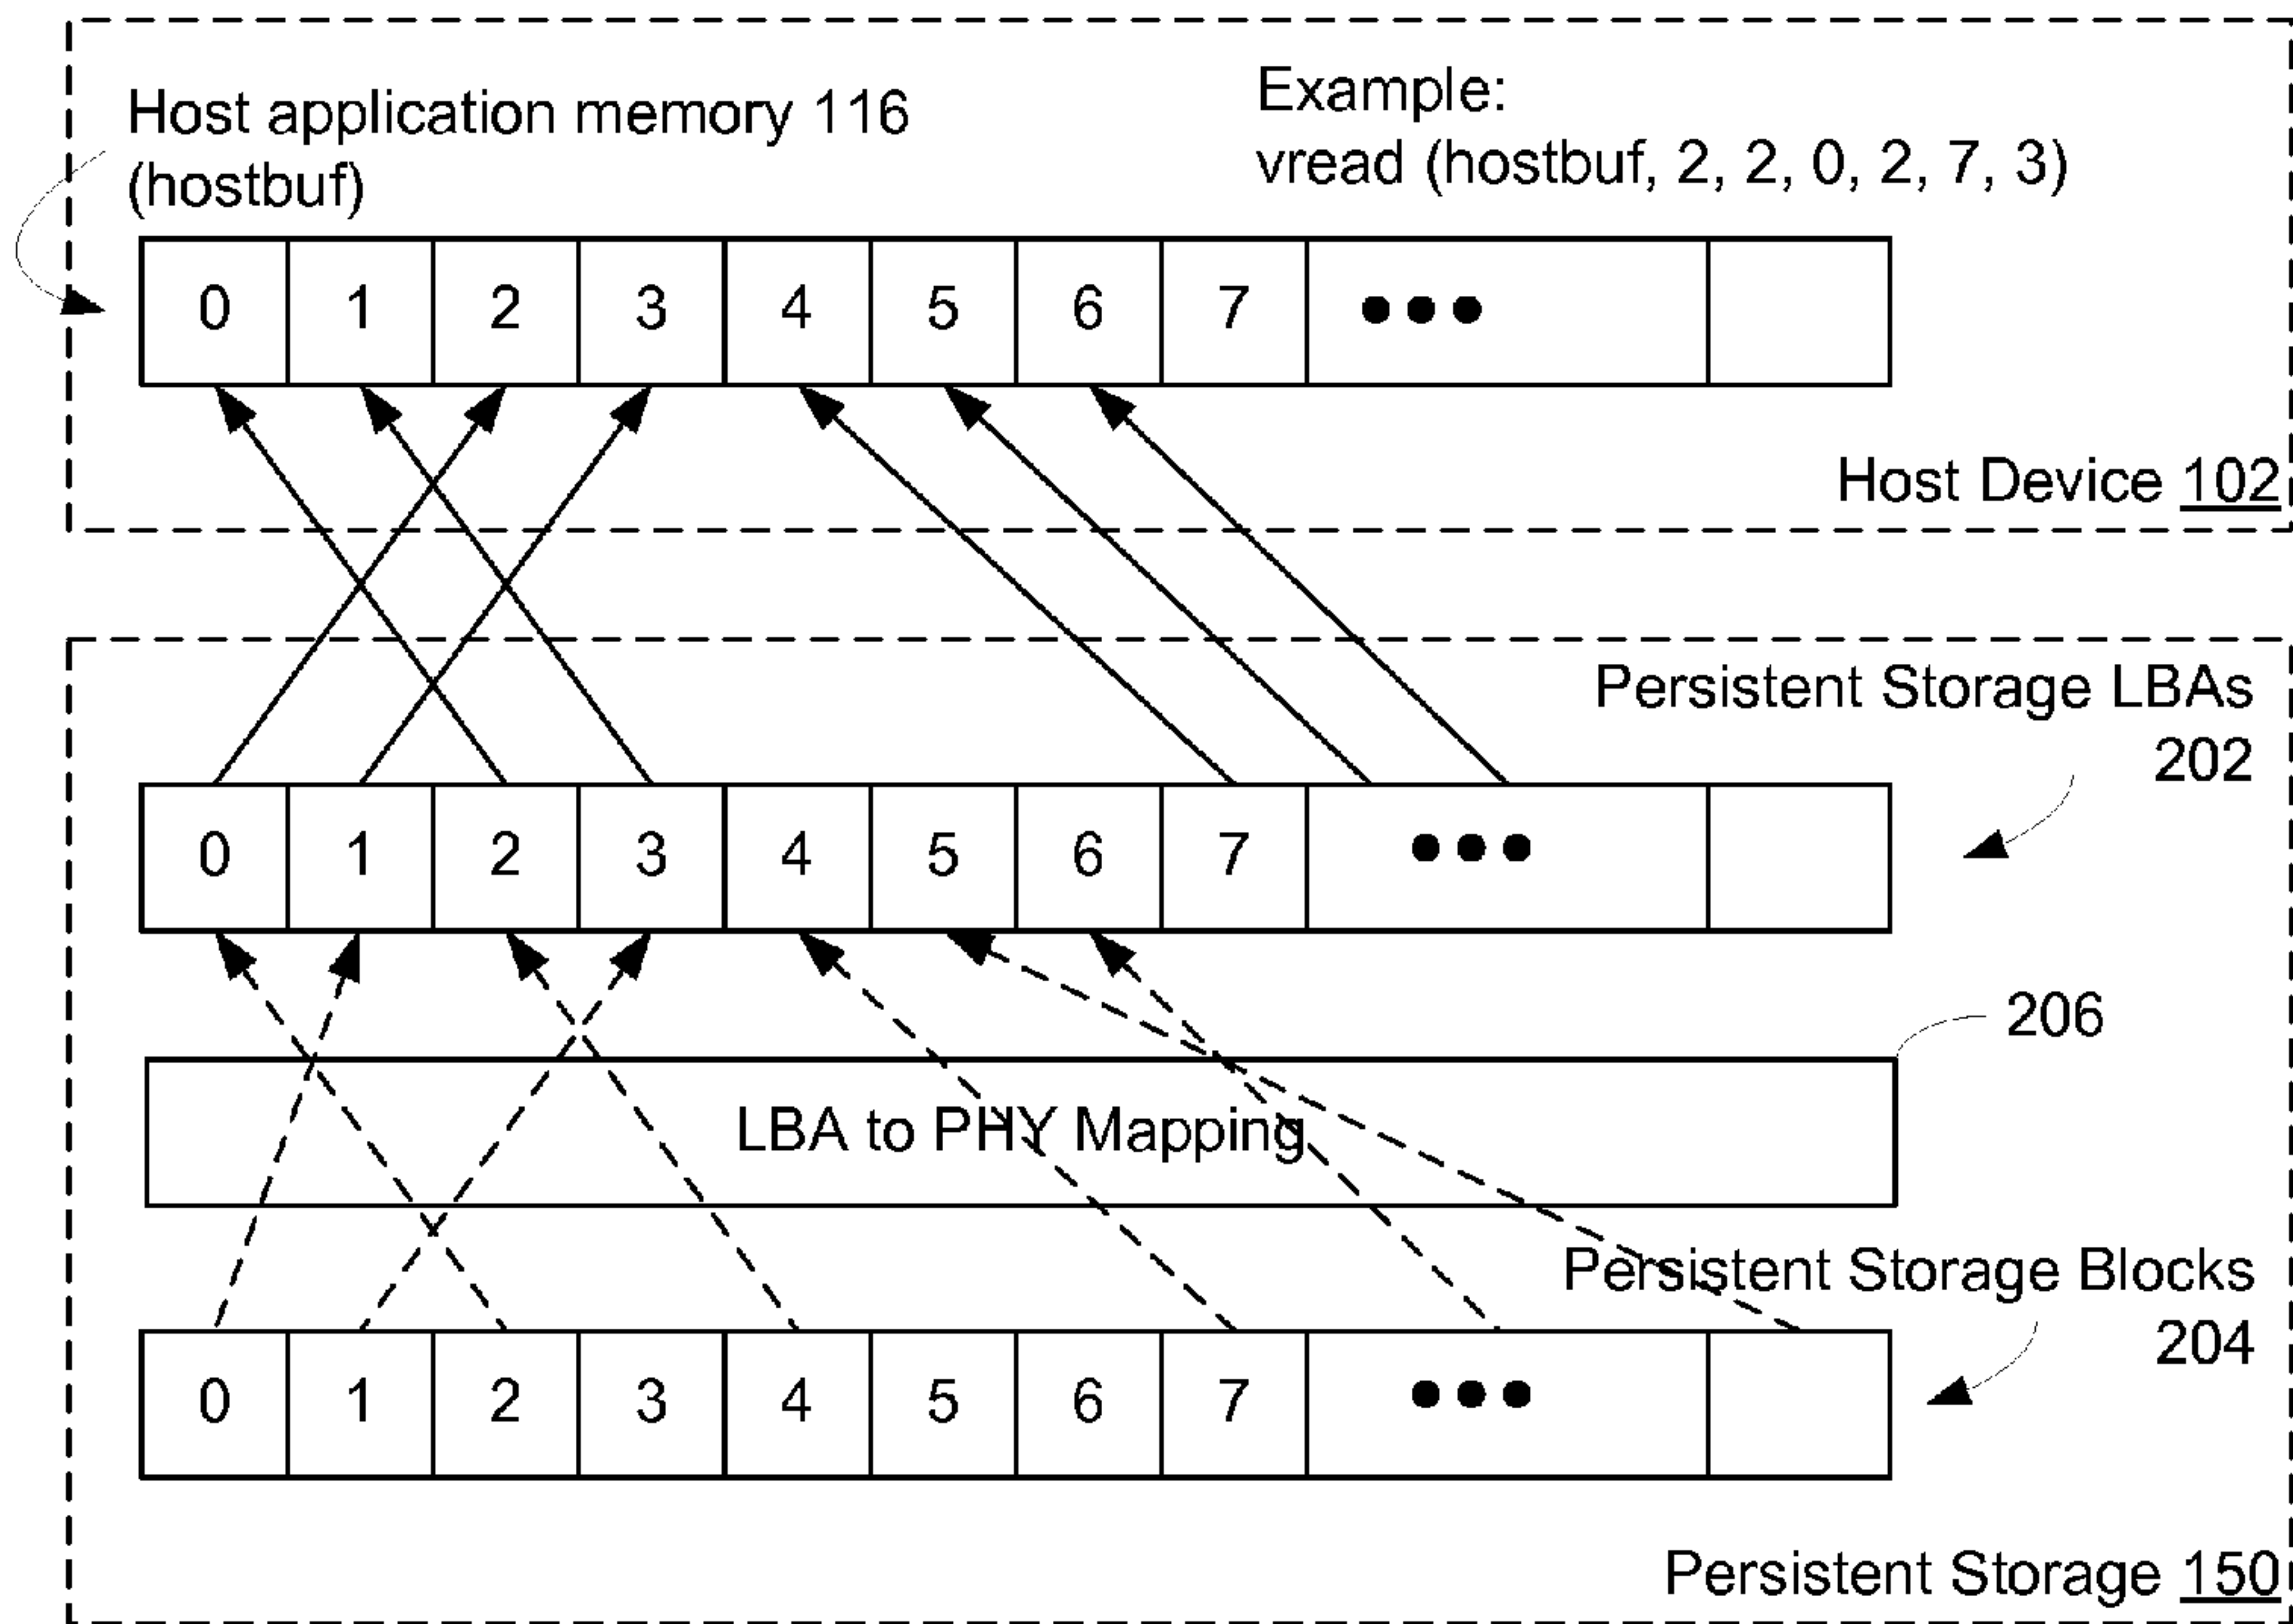 Host application memory 116
(hostbuf)
Example:
vread (hostbuf, 2, 2, 0, 2, 7, 3)
0 1 2 3 4 5 6 7 •••
Host Device 102
Persistent Storage LBAs
202
0 1 2 3 4 5 6 7 •••
206
LBA to PHY Mapping
Persistent Storage Blocks
204
0 1 2 3 4 5 6 7 •••
Persistent Storage 150